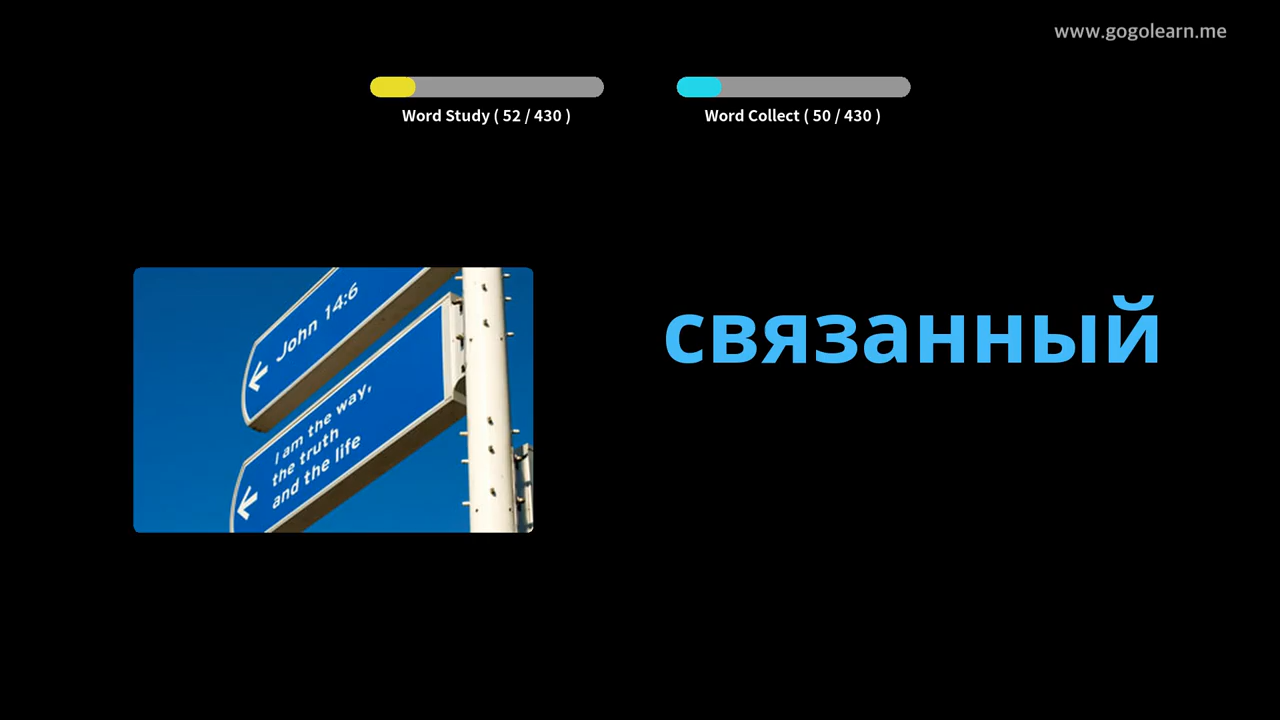 www.gogolearn.me
Word Study ( 52 / 430 )
Word Collect ( 50 / 430 )
John 14:6
I am the way,
the truth
and the life
связанный